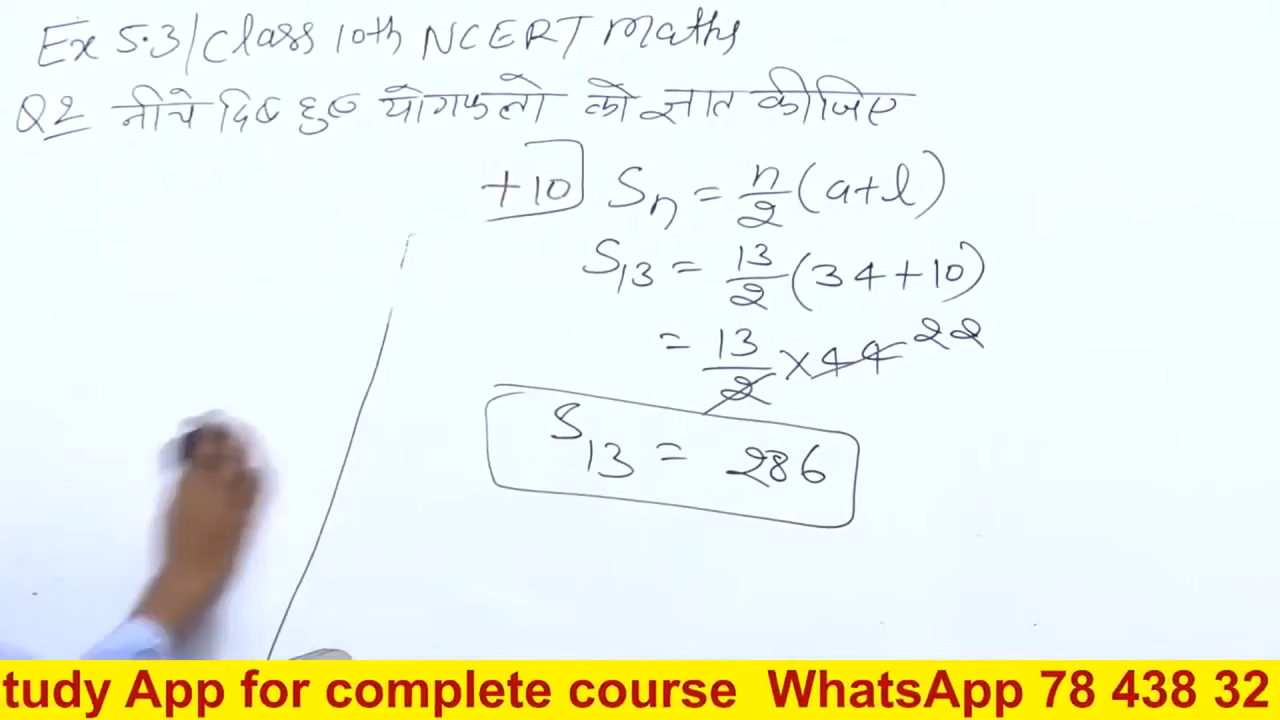 Ex 5.3/Class 10th NCERT Maths
Q2 नीचे दिए हुए योगफलो को ज्ञात कीजिए
+10
Sn = n/2 (a+l)
S13 = 13/2 (34+10)
= 13/2 × 44 22
S13 = 286
tudy App for complete course WhatsApp 78 438 32